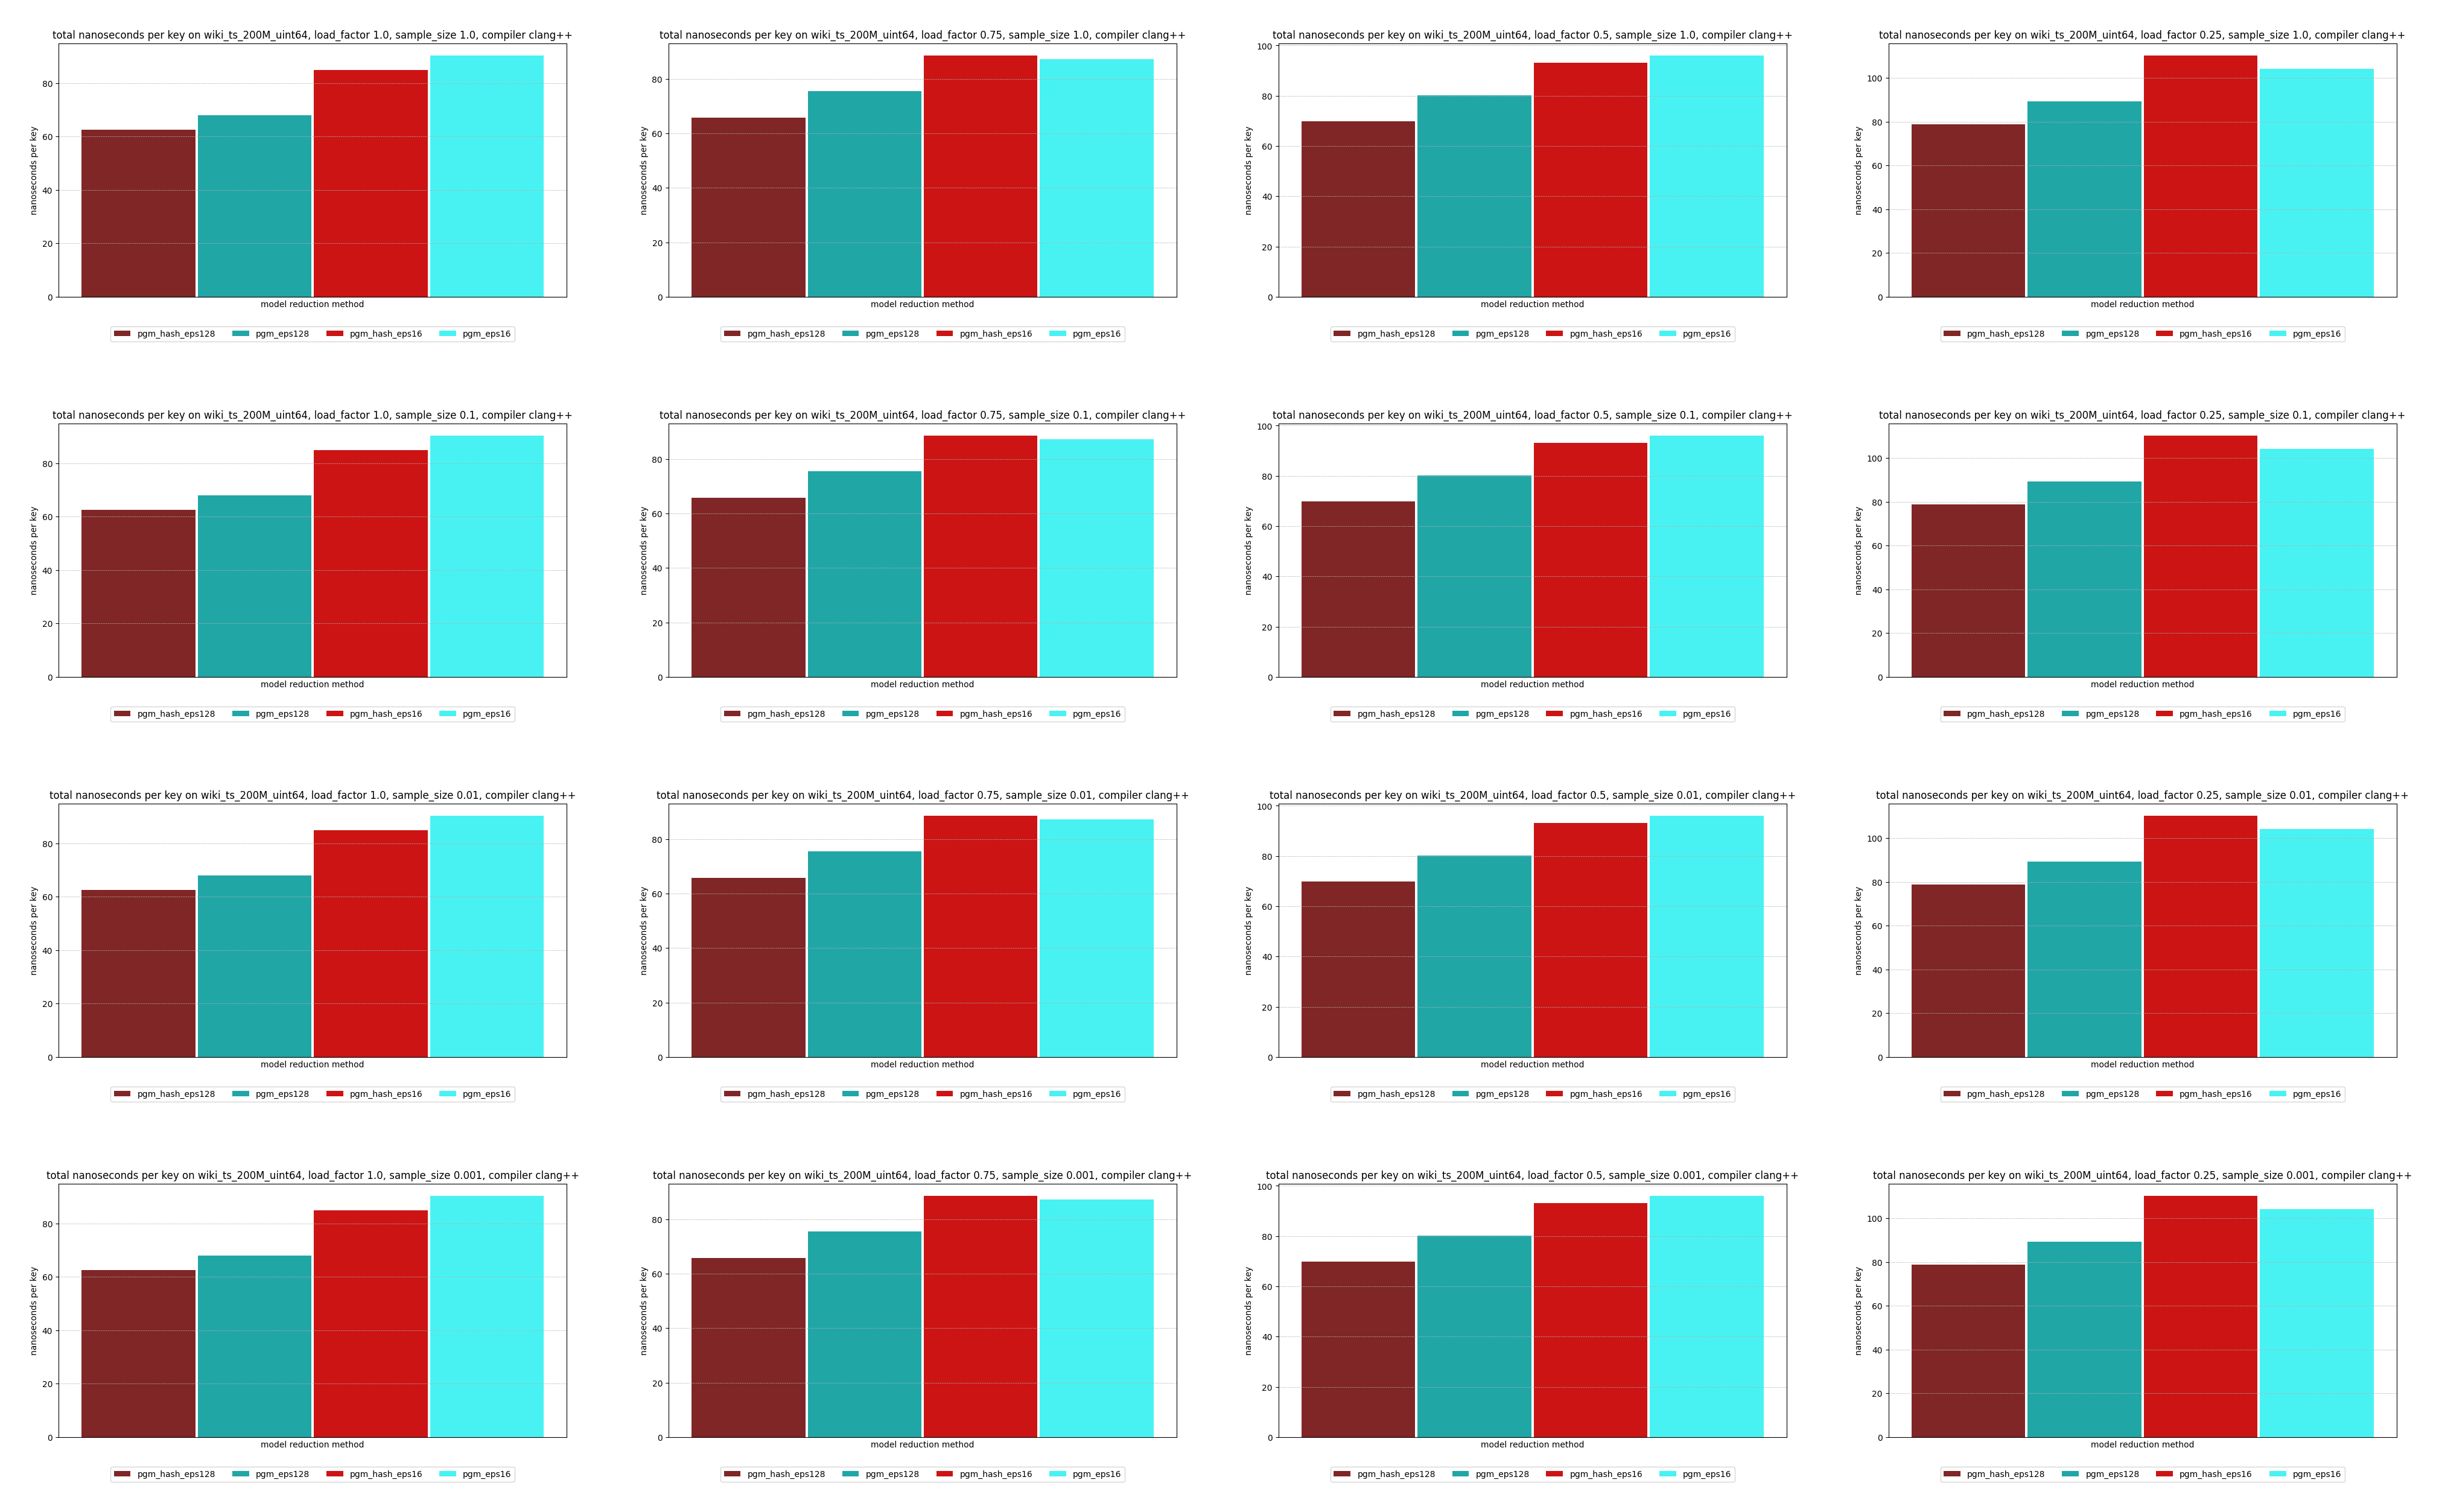 total nanoseconds per key on wiki_ts_200M_uint64, load_factor 1.0, sample_size 1.0, compiler clang++
80
60
40
20
0
nanoseconds per key
model reduction method
pgm_hash_eps128 pgm_eps128 pgm_hash_eps16 pgm_eps16
total nanoseconds per key on wiki_ts_200M_uint64, load_factor 0.75, sample_size 1.0, compiler clang++
80
60
40
20
0
nanoseconds per key
model reduction method
pgm_hash_eps128 pgm_eps128 pgm_hash_eps16 pgm_eps16
total nanoseconds per key on wiki_ts_200M_uint64, load_factor 0.5, sample_size 1.0, compiler clang++
100
80
60
40
20
0
nanoseconds per key
model reduction method
pgm_hash_eps128 pgm_eps128 pgm_hash_eps16 pgm_eps16
total nanoseconds per key on wiki_ts_200M_uint64, load_factor 0.25, sample_size 1.0, compiler clang++
100
80
60
40
20
0
nanoseconds per key
model reduction method
pgm_hash_eps128 pgm_eps128 pgm_hash_eps16 pgm_eps16
total nanoseconds per key on wiki_ts_200M_uint64, load_factor 1.0, sample_size 0.1, compiler clang++
80
60
40
20
0
nanoseconds per key
model reduction method
pgm_hash_eps128 pgm_eps128 pgm_hash_eps16 pgm_eps16
total nanoseconds per key on wiki_ts_200M_uint64, load_factor 0.75, sample_size 0.1, compiler clang++
80
60
40
20
0
nanoseconds per key
model reduction method
pgm_hash_eps128 pgm_eps128 pgm_hash_eps16 pgm_eps16
total nanoseconds per key on wiki_ts_200M_uint64, load_factor 0.5, sample_size 0.1, compiler clang++
100
80
60
40
20
0
nanoseconds per key
model reduction method
pgm_hash_eps128 pgm_eps128 pgm_hash_eps16 pgm_eps16
total nanoseconds per key on wiki_ts_200M_uint64, load_factor 0.25, sample_size 0.1, compiler clang++
100
80
60
40
20
0
nanoseconds per key
model reduction method
pgm_hash_eps128 pgm_eps128 pgm_hash_eps16 pgm_eps16
total nanoseconds per key on wiki_ts_200M_uint64, load_factor 1.0, sample_size 0.01, compiler clang++
80
60
40
20
0
nanoseconds per key
model reduction method
pgm_hash_eps128 pgm_eps128 pgm_hash_eps16 pgm_eps16
total nanoseconds per key on wiki_ts_200M_uint64, load_factor 0.75, sample_size 0.01, compiler clang++
80
60
40
20
0
nanoseconds per key
model reduction method
pgm_hash_eps128 pgm_eps128 pgm_hash_eps16 pgm_eps16
total nanoseconds per key on wiki_ts_200M_uint64, load_factor 0.5, sample_size 0.01, compiler clang++
100
80
60
40
20
0
nanoseconds per key
model reduction method
pgm_hash_eps128 pgm_eps128 pgm_hash_eps16 pgm_eps16
total nanoseconds per key on wiki_ts_200M_uint64, load_factor 0.25, sample_size 0.01, compiler clang++
100
80
60
40
20
0
nanoseconds per key
model reduction method
pgm_hash_eps128 pgm_eps128 pgm_hash_eps16 pgm_eps16
total nanoseconds per key on wiki_ts_200M_uint64, load_factor 1.0, sample_size 0.001, compiler clang++
80
60
40
20
0
nanoseconds per key
model reduction method
pgm_hash_eps128 pgm_eps128 pgm_hash_eps16 pgm_eps16
total nanoseconds per key on wiki_ts_200M_uint64, load_factor 0.75, sample_size 0.001, compiler clang++
80
60
40
20
0
nanoseconds per key
model reduction method
pgm_hash_eps128 pgm_eps128 pgm_hash_eps16 pgm_eps16
total nanoseconds per key on wiki_ts_200M_uint64, load_factor 0.5, sample_size 0.001, compiler clang++
100
80
60
40
20
0
nanoseconds per key
model reduction method
pgm_hash_eps128 pgm_eps128 pgm_hash_eps16 pgm_eps16
total nanoseconds per key on wiki_ts_200M_uint64, load_factor 0.25, sample_size 0.001, compiler clang++
100
80
60
40
20
0
nanoseconds per key
model reduction method
pgm_hash_eps128 pgm_eps128 pgm_hash_eps16 pgm_eps16